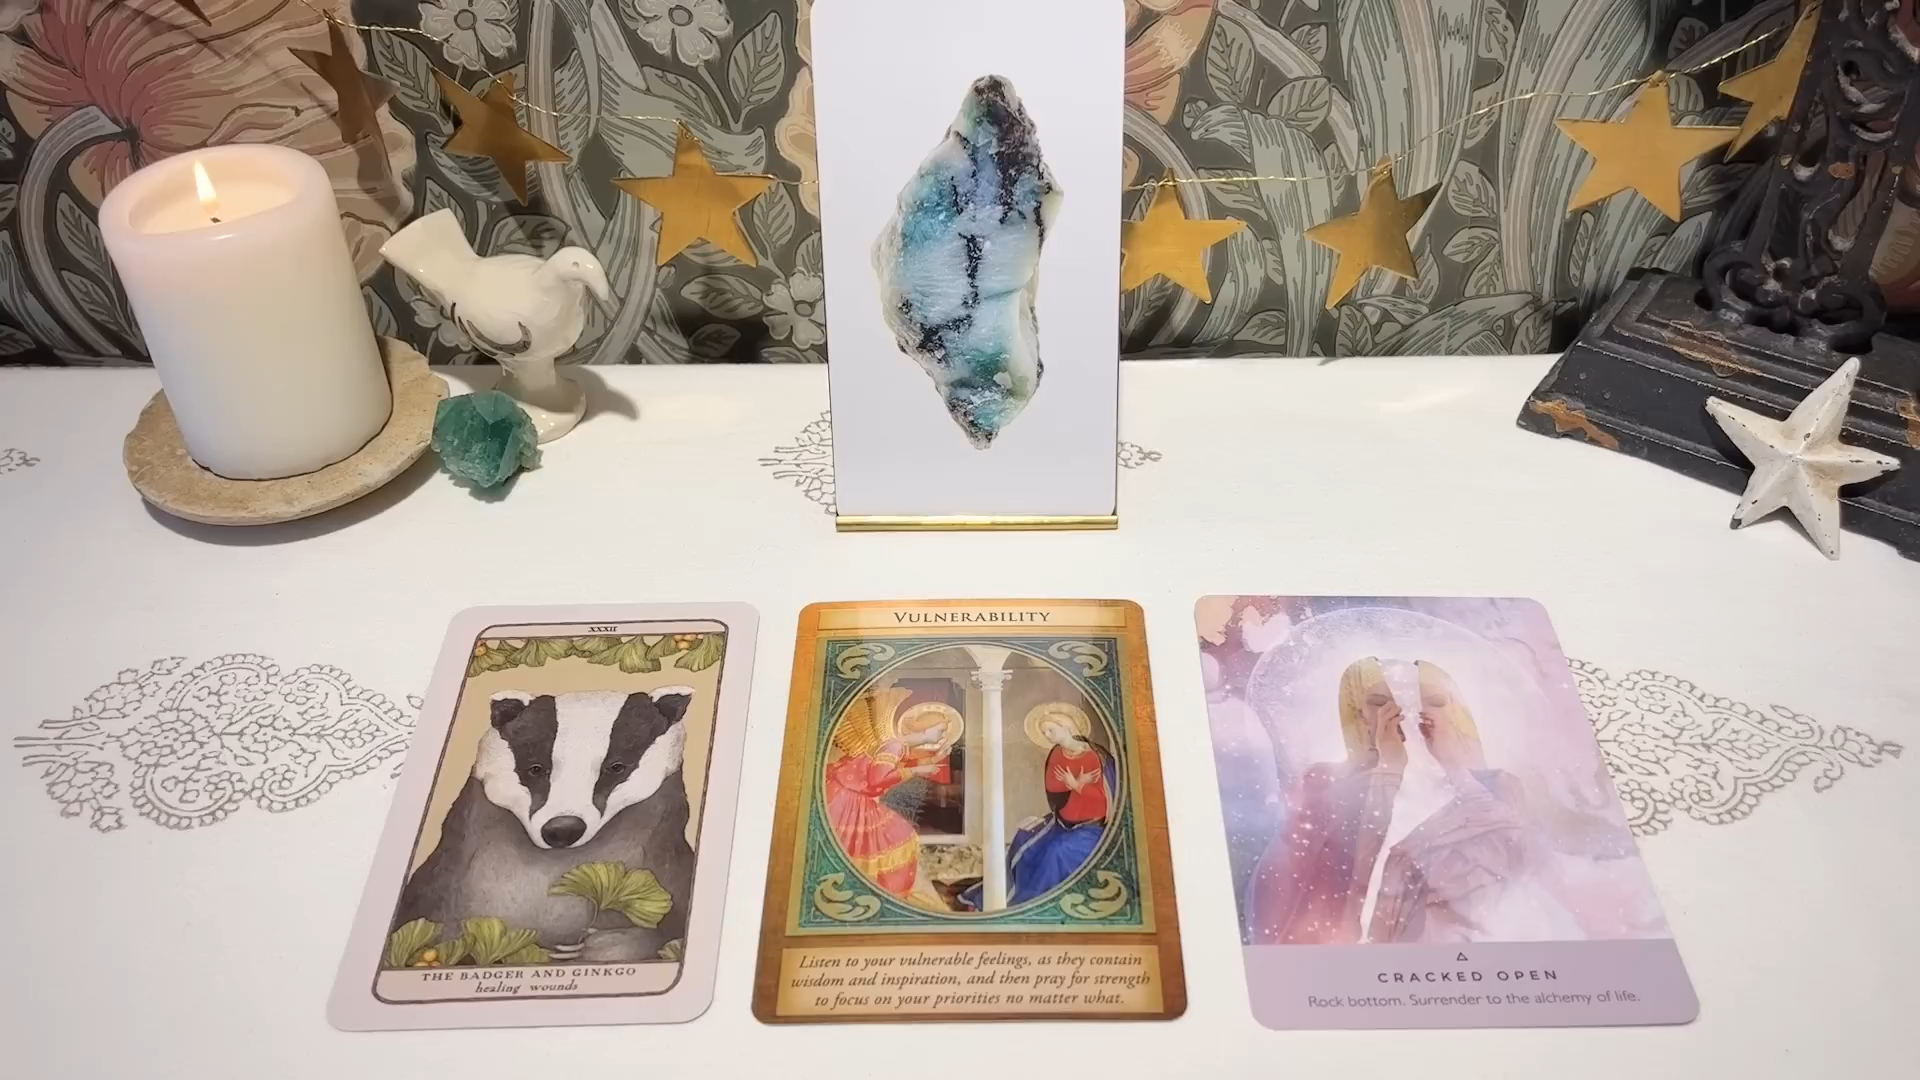 XXXII
THE BADGER AND GINKGO
healing wounds
VULNERABILITY
Listen to your vulnerable feelings, as they contain
wisdom and inspiration, and then pray for strength
to focus on your priorities no matter what.
CRACKED OPEN
Rock bottom. Surrender to the alchemy of life.